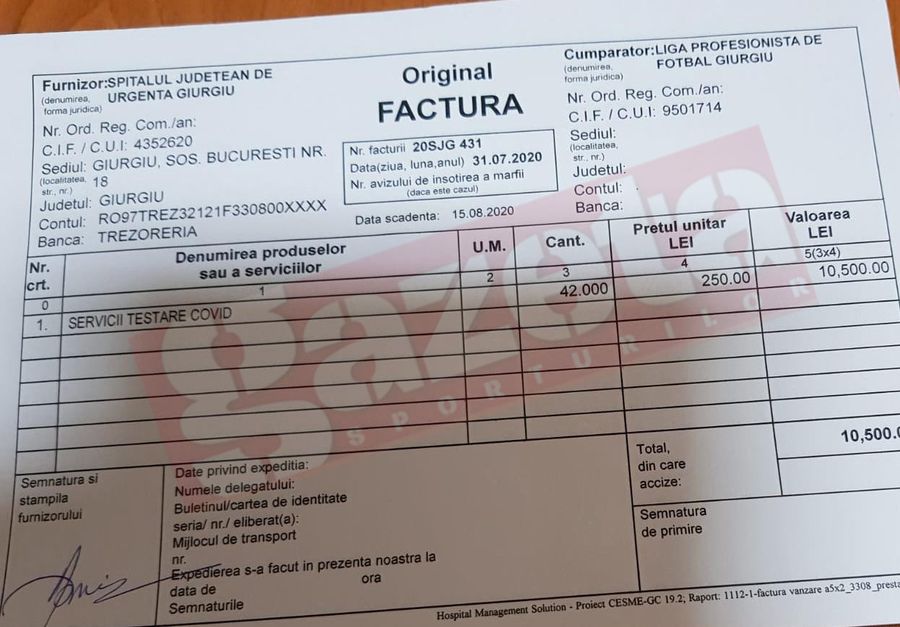 Furnizor:SPITALUL JUDETEAN DE
(denumirea, URGENTA GIURGIU
forma juridica)
Nr. Ord. Reg. Com./an:
C.I.F. / C.U.I: 4352620
Sediul: GIURGIU, SOS. BUCURESTI NR.
(localitatea, 18
str., nr.)
Judetul: GIURGIU
Contul: RO97TREZ32121F330800XXXX
Banca: TREZORERIA
Original
FACTURA
Nr. facturii 20SJG 431
Data(ziua, luna,anul) 31.07.2020
Nr. avizului de insotirea a marfii
(daca este cazul)
Data scadenta: 15.08.2020
Cumparator:LIGA PROFESIONISTA DE
(denumirea, FOTBAL GIURGIU
forma juridica)
Nr. Ord. Reg. Com./an:
C.I.F. / C.U.I: 9501714
Sediul:
(localitatea,
str., nr.)
Judetul:
Contul:
Banca:
Nr. crt. Denumirea produselor sau a serviciilor U.M. Cant. Pretul unitar LEI Valoarea LEI
0 1 2 3 4 5(3x4)
1. SERVICII TESTARE COVID 42.000 250.00 10,500.00
gazeta
SPORTURILOR
Total, 10,500.0
din care
accize:
Semnatura si
stampila
furnizorului
Date privind expeditia:
Numele delegatului:
Buletinul/cartea de identitate
seria/ nr./ eliberat(a):
Mijlocul de transport
nr.
Expedierea s-a facut in prezenta noastra la
data de ora
Semnaturile
Semnatura
de primire
Hospital Management Solution - Proiect CESME-GC 19.2; Raport: 1112-1-factura vanzare a5x2_3308_presta